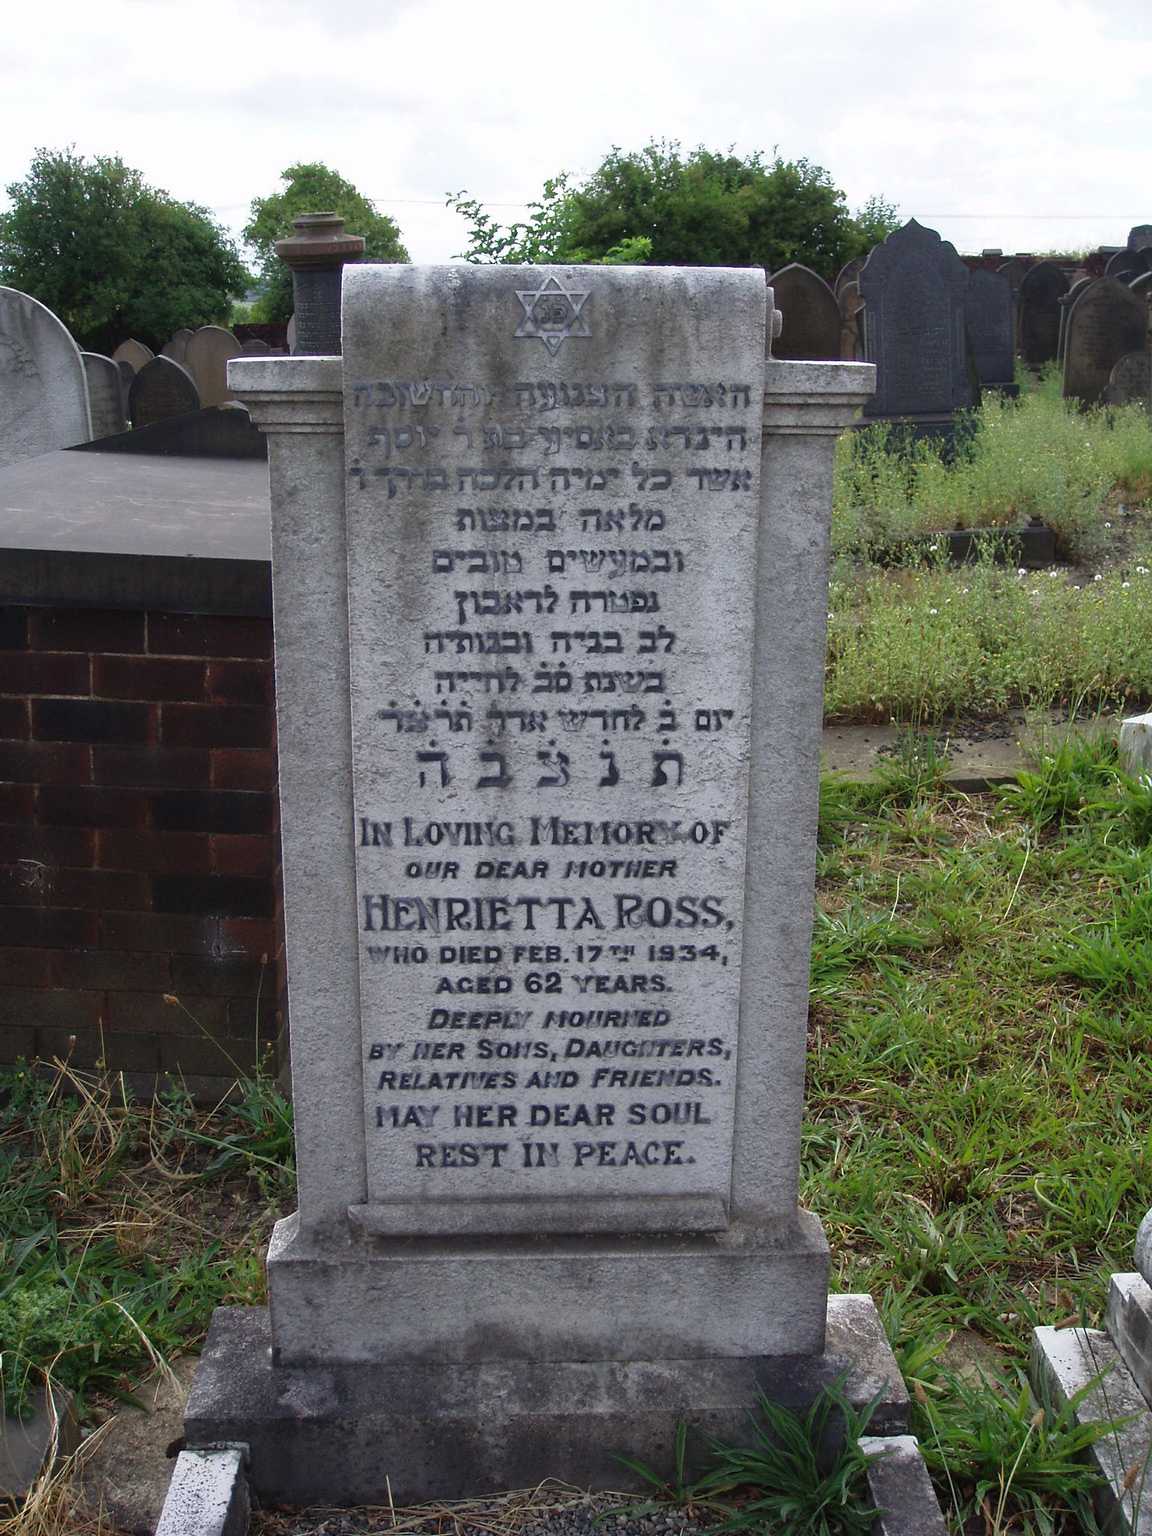 פנ
האשה הצנועה והחשובה
הינדא באסיע בת ר׳ יוסף
אשר כל ימיה הלכה בדרך ד׳
מלאה במצות
ובמעשים טובים
נפטרה לדאבון
לב בניה ובנותיה
בשנת ס̇ב̇ לחייה
יום ב̇ לחדש אדר ת̇ר̇צ̇ד̇
ת̇ נ̇ צ̇ ב̇ ה̇
IN LOVING MEMORY OF
OUR DEAR MOTHER
HENRIETTA ROSS,
WHO DIED FEB. 17TH 1934,
AGED 62 YEARS.
DEEPLY MOURNED
BY HER SONS, DAUGHTERS,
RELATIVES AND FRIENDS.
MAY HER DEAR SOUL
REST IN PEACE.